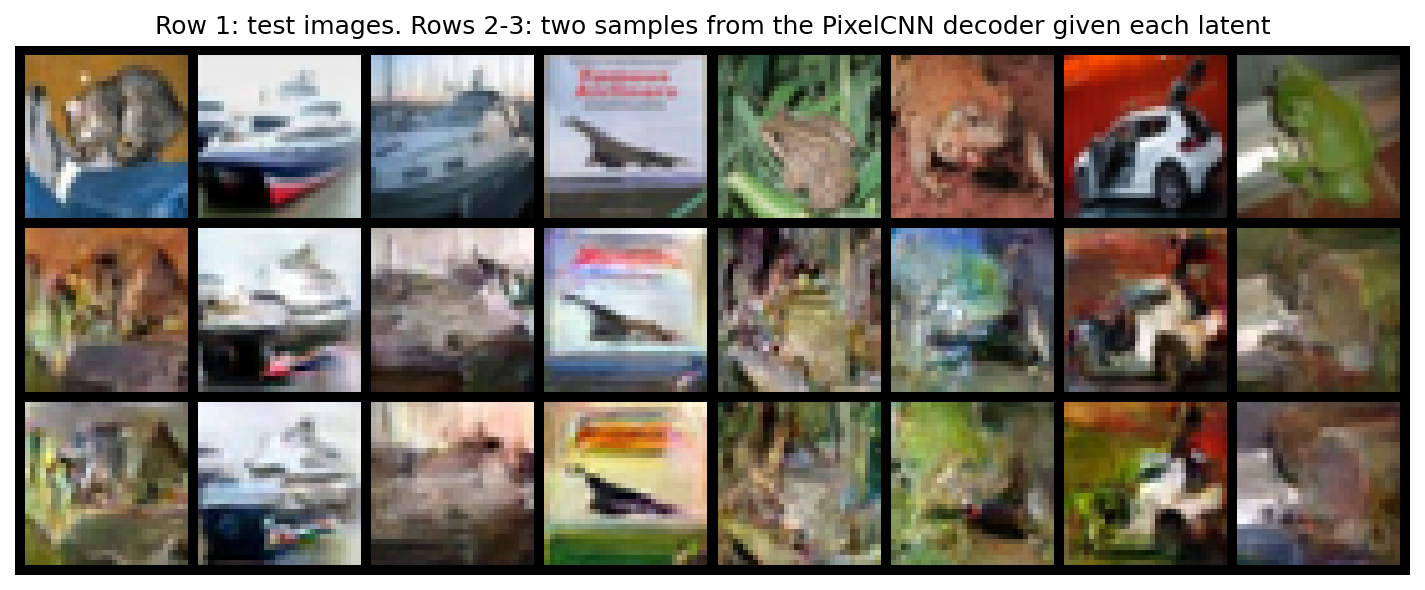 Row 1: test images. Rows 2-3: two samples from the PixelCNN decoder given each latent